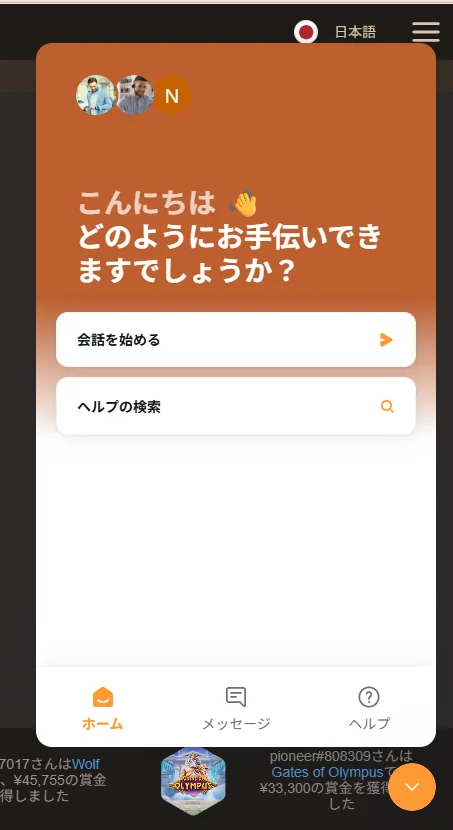 日本語
N
こんにちは 👋
どのようにお手伝いでき
ますでしょうか？
会話を始める
ヘルプの検索
ホーム
メッセージ
ヘルプ
7017さんはWolf
、¥45,755の賞金
得しました
OLYMPUS
pioneer#808309さんは
Gates of Olympusで
¥33,300の賞金を獲得
した